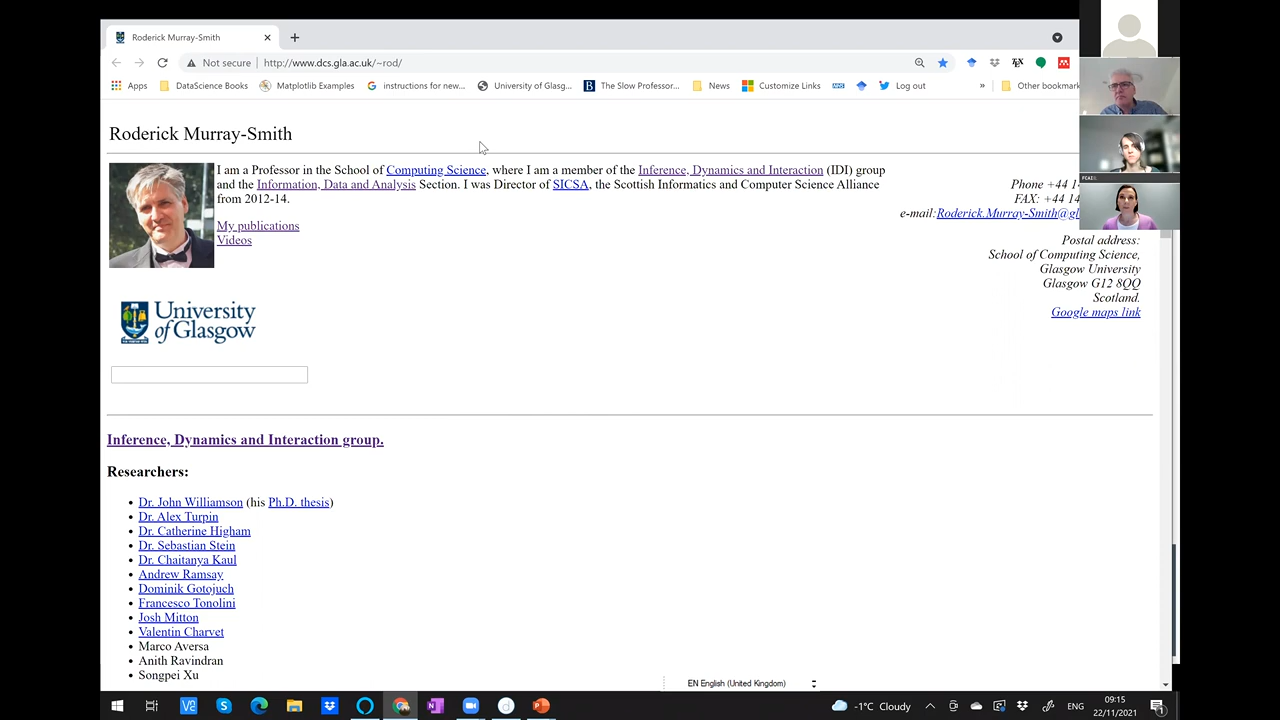 Roderick Murray-Smith
Not secure
http://www.dcs.gla.ac.uk/~rod/
Apps
DataScience Books
Matplotlib Examples
instructions for new...
University of Glasg...
The Slow Professor...
News
Customize Links
Log out
»
Other bookmark
Roderick Murray-Smith
I am a Professor in the School of Computing Science, where I am a member of the Inference, Dynamics and Interaction (IDI) group
and the Information, Data and Analysis Section. I was Director of SICSA, the Scottish Informatics and Computer Science Alliance
from 2012-14.
My publications
Videos
Phone +44 1
FAX: +44 14
e-mail:Roderick.Murray-Smith@gl
Postal address:
School of Computing Science,
Glasgow University
Glasgow G12 8QQ
Scotland.
Google maps link
University
of Glasgow
Inference, Dynamics and Interaction group.
Researchers:
Dr. John Williamson (his Ph.D. thesis)
Dr. Alex Turpin
Dr. Catherine Higham
Dr. Sebastian Stein
Dr. Chaitanya Kaul
Andrew Ramsay
Dominik Gotojuch
Francesco Tonolini
Josh Mitton
Valentin Charvet
Marco Aversa
Anith Ravindran
Songpei Xu
EN English (United Kingdom)
-1°C Cloudy
ENG
09:15
22/11/2021